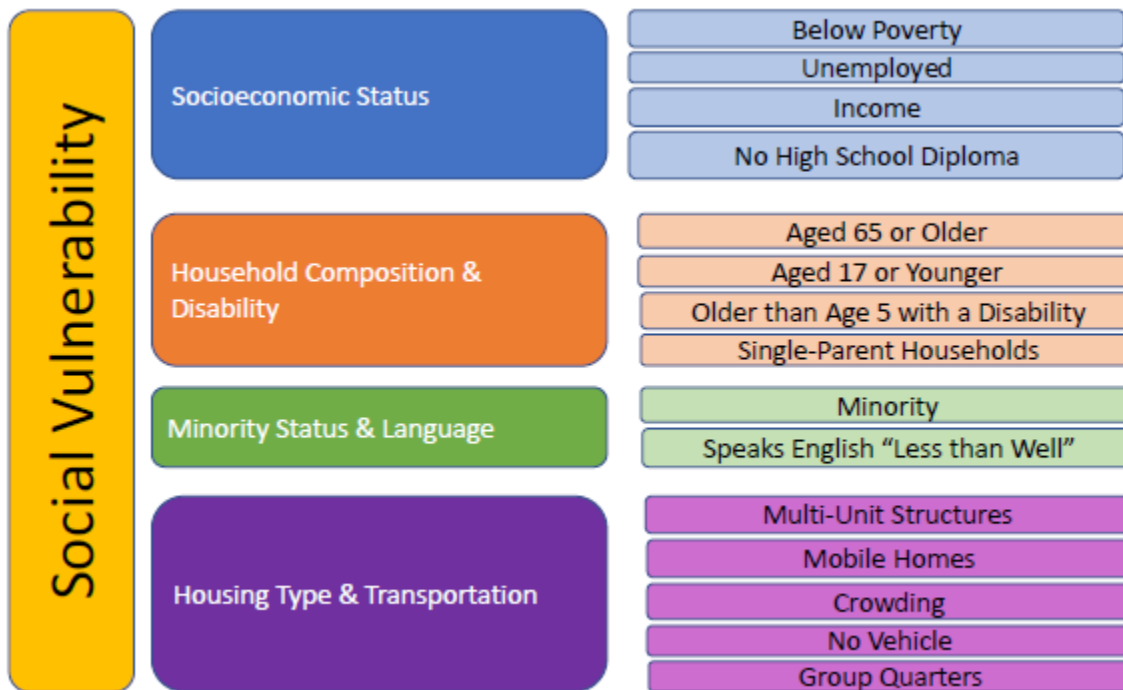 Social Vulnerability
Socioeconomic Status
Below Poverty
Unemployed
Income
No High School Diploma
Household Composition &
Disability
Aged 65 or Older
Aged 17 or Younger
Older than Age 5 with a Disability
Single-Parent Households
Minority Status & Language
Minority
Speaks English “Less than Well”
Housing Type & Transportation
Multi-Unit Structures
Mobile Homes
Crowding
No Vehicle
Group Quarters